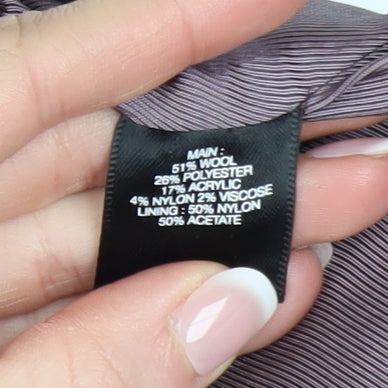 MAIN :
51% WOOL
26% POLYESTER
17% ACRYLIC
4% NYLON 2% VISCOSE
LINING : 50% NYLON
50% ACETATE